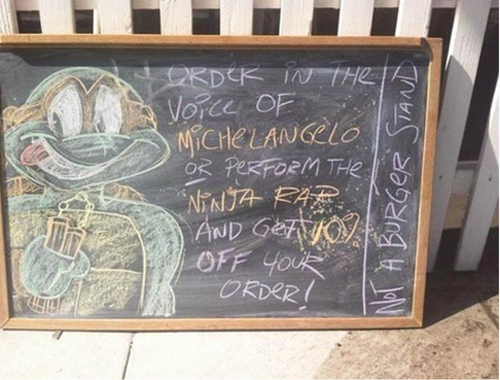 ORDER IN THE
VOICE OF
MICHELANGELO
OR PERFORM THE
NINJA RAP
AND GET 10%
OFF YOUR
ORDER!
NOT A BURGER STAND